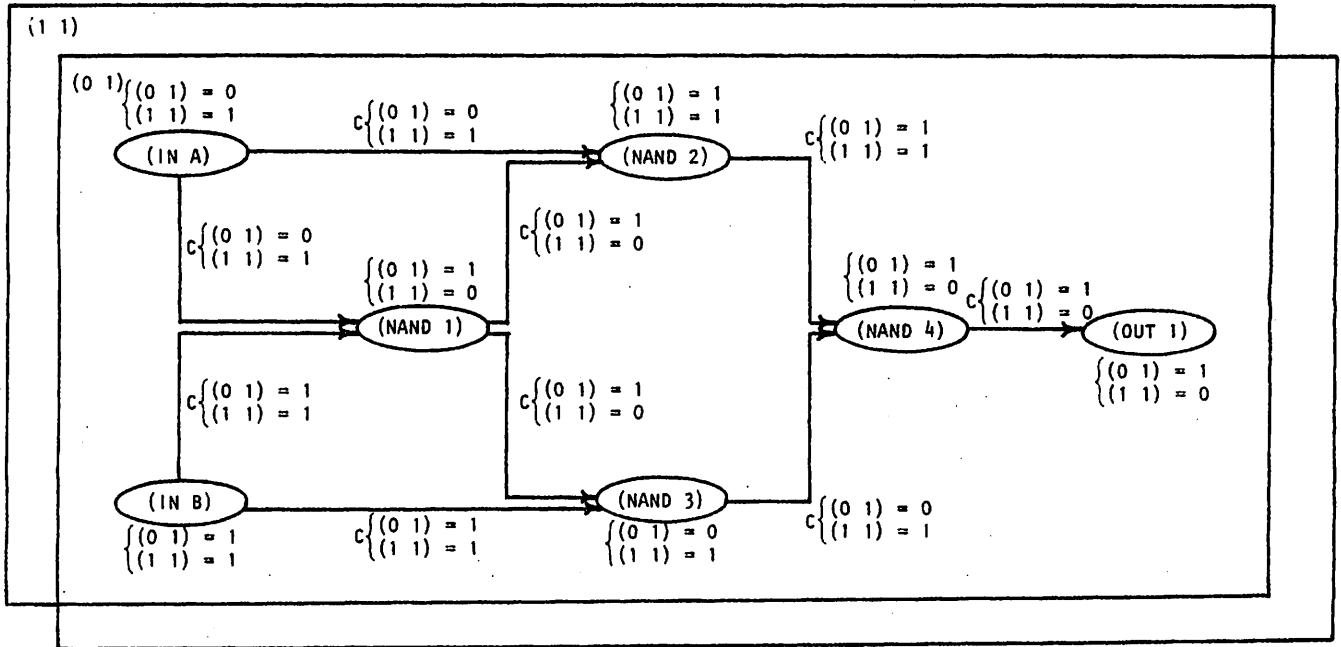 (1 1)
(0 1)
{(0 1) = 0
(1 1) = 1
(IN A)
C{(0 1) = 0
(1 1) = 1
{(0 1) = 1
(1 1) = 1
(NAND 2)
C{(0 1) = 1
(1 1) = 1
C{(0 1) = 0
(1 1) = 1
C{(0 1) = 1
(1 1) = 0
{(0 1) = 1
(1 1) = 0
(NAND 1)
{(0 1) = 1
(1 1) = 0
(NAND 4)
C{(0 1) = 1
(1 1) = 0
(OUT 1)
{(0 1) = 1
(1 1) = 0
C{(0 1) = 1
(1 1) = 1
C{(0 1) = 1
(1 1) = 0
(IN B)
{(0 1) = 1
(1 1) = 1
C{(0 1) = 1
(1 1) = 1
(NAND 3)
{(0 1) = 0
(1 1) = 1
C{(0 1) = 0
(1 1) = 1